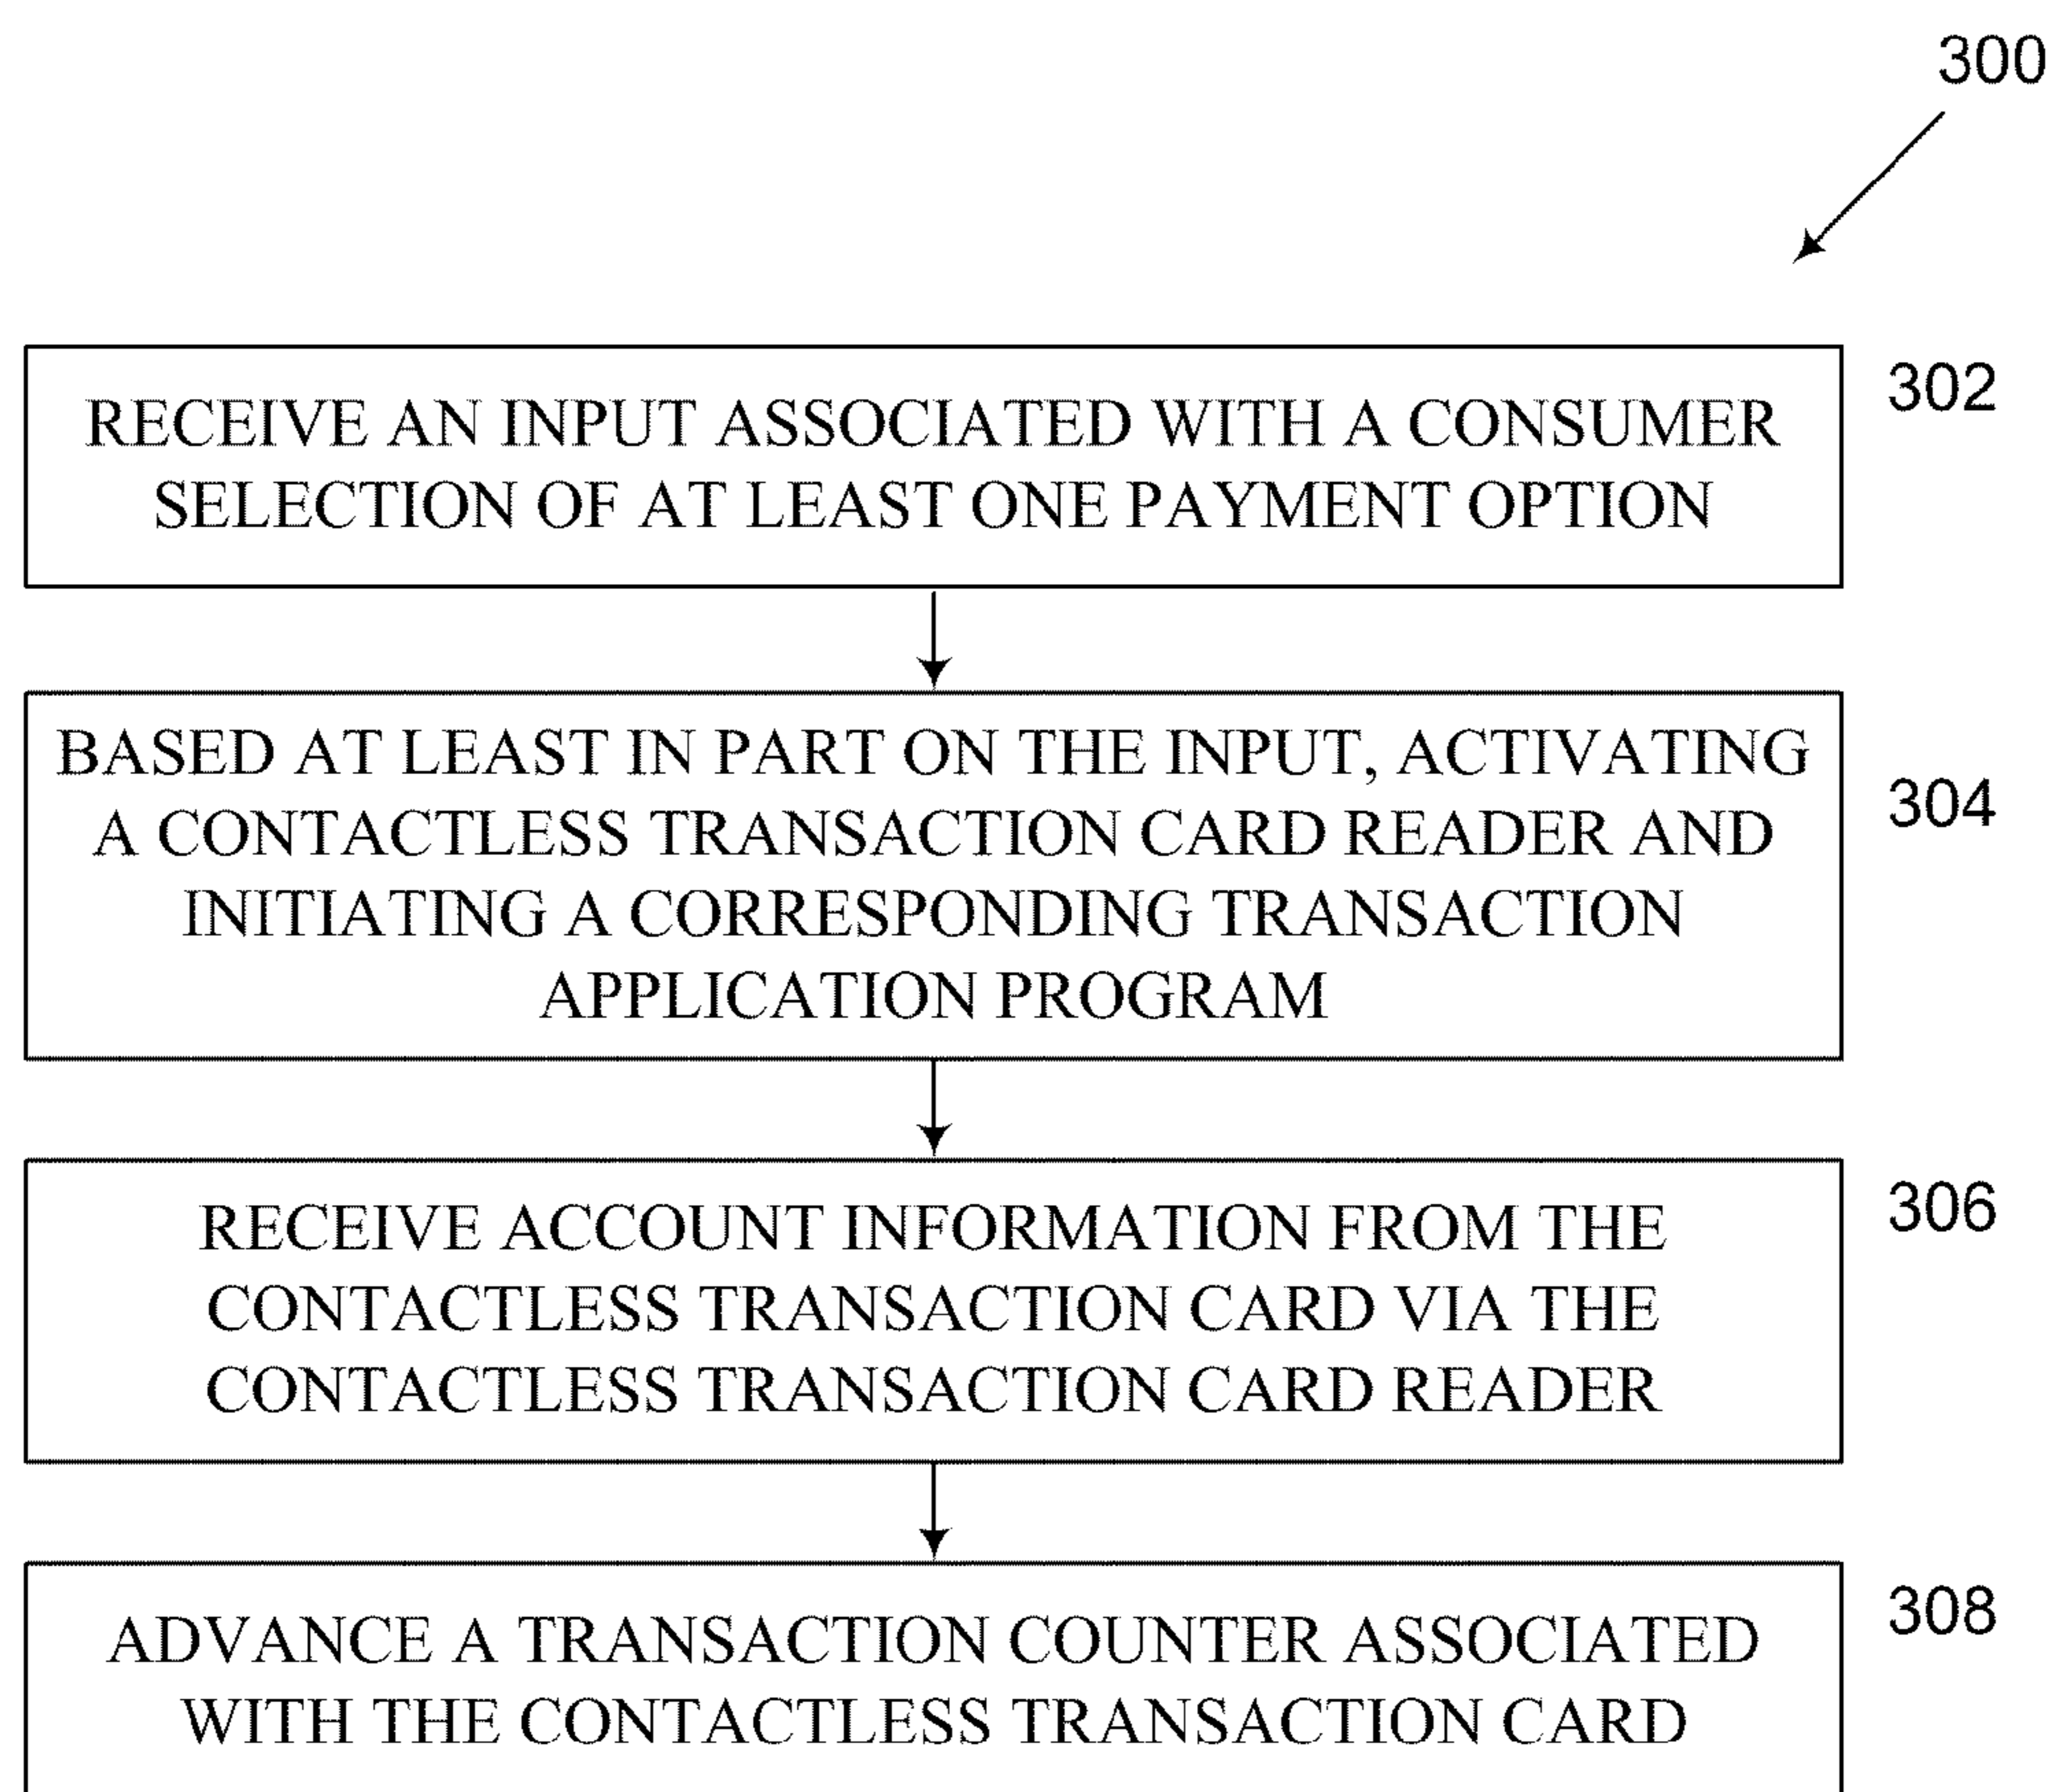 300
302
RECEIVE AN INPUT ASSOCIATED WITH A CONSUMER
SELECTION OF AT LEAST ONE PAYMENT OPTION
304
BASED AT LEAST IN PART ON THE INPUT, ACTIVATING
A CONTACTLESS TRANSACTION CARD READER AND
INITIATING A CORRESPONDING TRANSACTION
APPLICATION PROGRAM
306
RECEIVE ACCOUNT INFORMATION FROM THE
CONTACTLESS TRANSACTION CARD VIA THE
CONTACTLESS TRANSACTION CARD READER
308
ADVANCE A TRANSACTION COUNTER ASSOCIATED
WITH THE CONTACTLESS TRANSACTION CARD